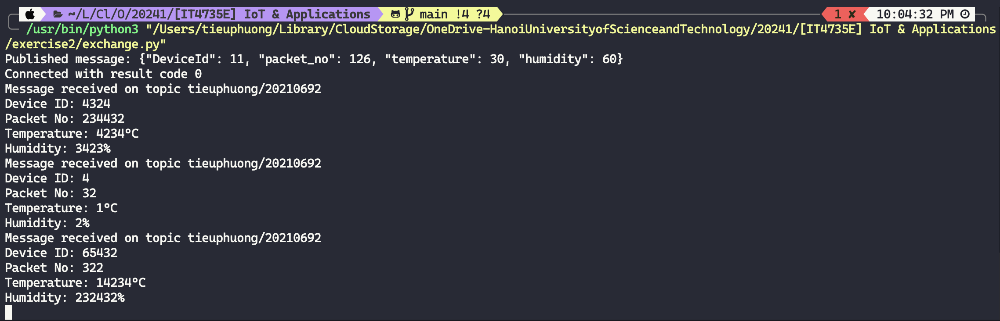 ~/L/Cl/O/20241/[IT4735E] IoT & Applications main !4 ?4 1 ✘ 10:04:32 PM
/usr/bin/python3 "/Users/tieuphuong/Library/CloudStorage/OneDrive-HanoiUniversityofScienceandTechnology/20241/[IT4735E] IoT & Applications
/exercise2/exchange.py"
Published message: {"DeviceId": 11, "packet_no": 126, "temperature": 30, "humidity": 60}
Connected with result code 0
Message received on topic tieuphuong/20210692
Device ID: 4324
Packet No: 234432
Temperature: 4234°C
Humidity: 3423%
Message received on topic tieuphuong/20210692
Device ID: 4
Packet No: 32
Temperature: 1°C
Humidity: 2%
Message received on topic tieuphuong/20210692
Device ID: 65432
Packet No: 322
Temperature: 14234°C
Humidity: 232432%